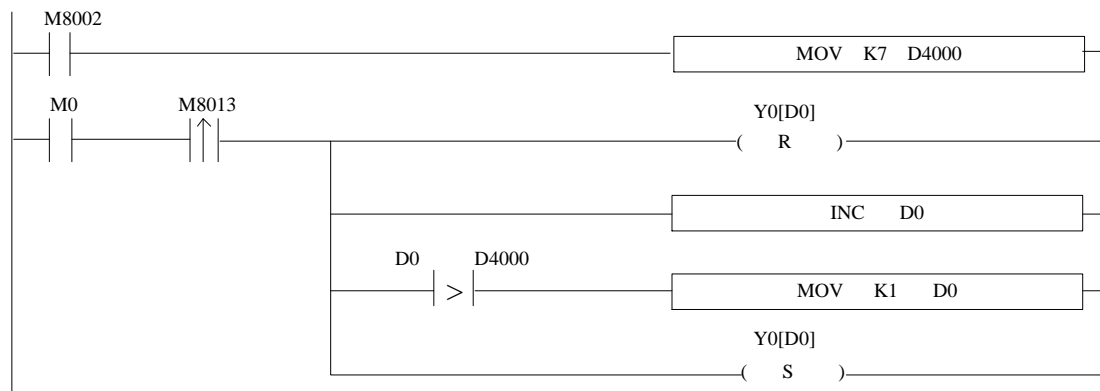 M8002
MOV K7 D4000
M0 M8013 Y0[D0]
( R )
INC D0
D0 > D4000
MOV K1 D0
Y0[D0]
( S )